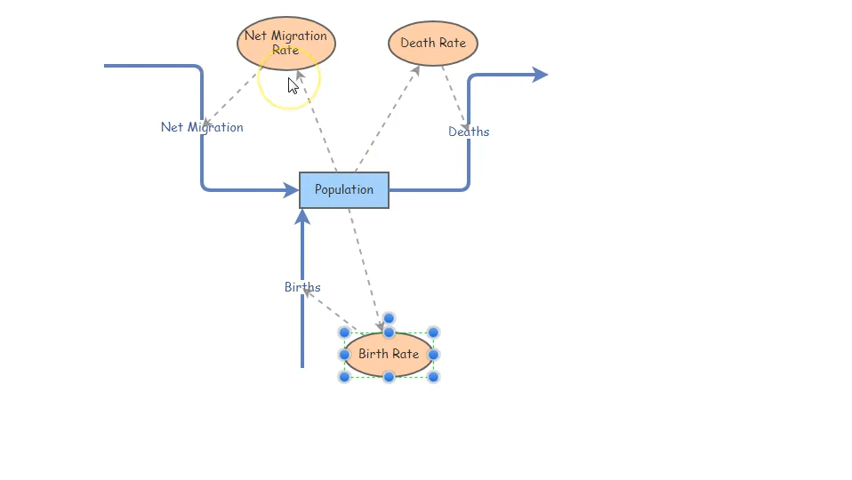 Net Migration
Rate
Death Rate
Net Migration
Deaths
Population
Births
Birth Rate